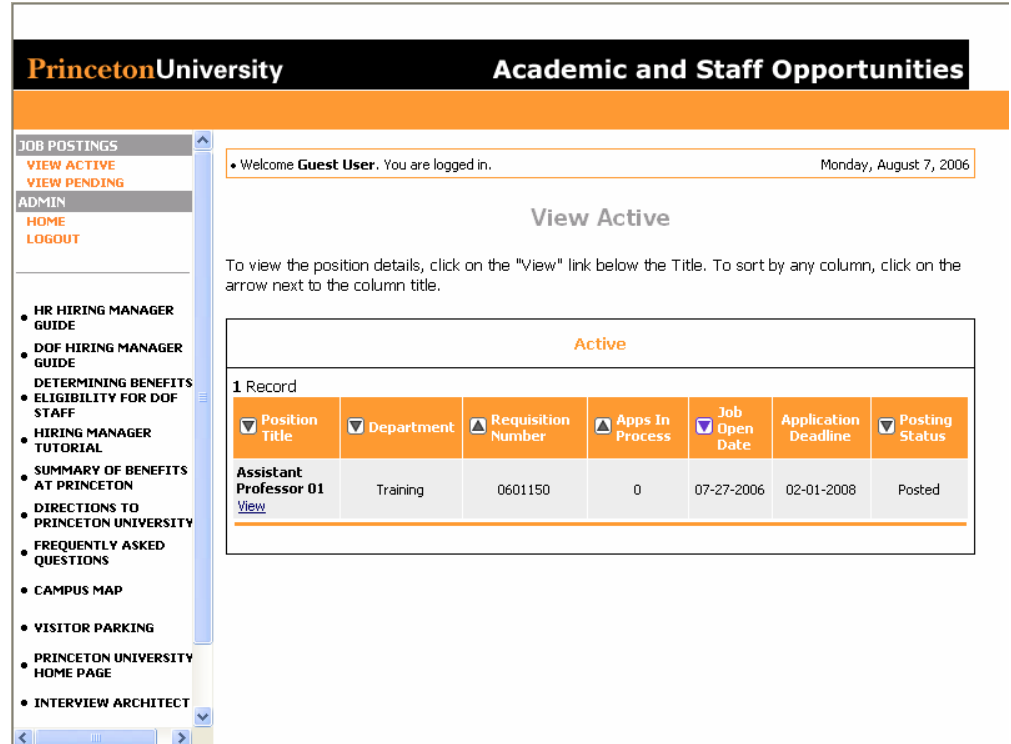 PrincetonUniversity Academic and Staff Opportunities
JOB POSTINGS
VIEW ACTIVE
VIEW PENDING
ADMIN
HOME
LOGOUT
• HR HIRING MANAGER
GUIDE
• DOF HIRING MANAGER
GUIDE
DETERMINING BENEFITS
• ELIGIBILITY FOR DOF
STAFF
• HIRING MANAGER
TUTORIAL
• SUMMARY OF BENEFITS
AT PRINCETON
• DIRECTIONS TO
PRINCETON UNIVERSITY
• FREQUENTLY ASKED
QUESTIONS
• CAMPUS MAP
• VISITOR PARKING
• PRINCETON UNIVERSITY
HOME PAGE
• INTERVIEW ARCHITECT
• Welcome Guest User. You are logged in. Monday, August 7, 2006
View Active
To view the position details, click on the "View" link below the Title. To sort by any column, click on the
arrow next to the column title.
Active
1 Record
Position
Title
Department
Requisition
Number
Apps In
Process
Job
Open
Date
Application
Deadline
Posting
Status
Assistant
Professor 01
View
Training
0601150
0
07-27-2006
02-01-2008
Posted